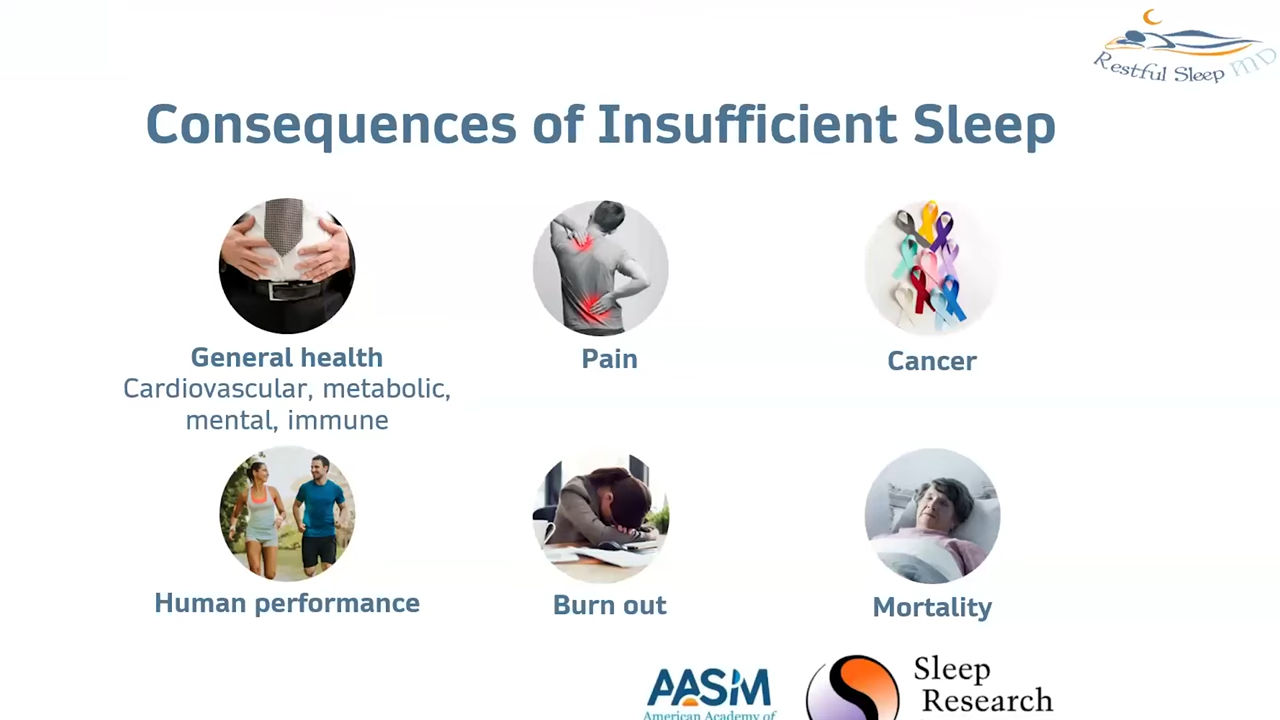 Restful Sleep MD
Consequences of Insufficient Sleep
General health
Cardiovascular, metabolic,
mental, immune
Pain
Cancer
Human performance
Burn out
Mortality
AASM
American Academy of
Sleep
Research